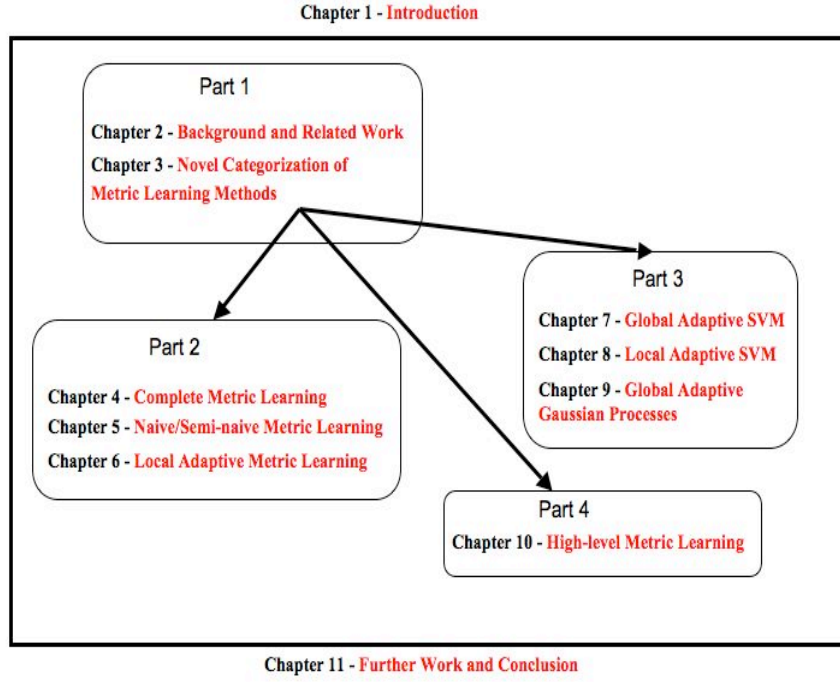 Chapter 1 - Introduction
Part 1
Chapter 2 - Background and Related Work
Chapter 3 - Novel Categorization of
Metric Learning Methods
Part 2
Chapter 4 - Complete Metric Learning
Chapter 5 - Naive/Semi-naive Metric Learning
Chapter 6 - Local Adaptive Metric Learning
Part 3
Chapter 7 - Global Adaptive SVM
Chapter 8 - Local Adaptive SVM
Chapter 9 - Global Adaptive
Gaussian Processes
Part 4
Chapter 10 - High-level Metric Learning
Chapter 11 - Further Work and Conclusion